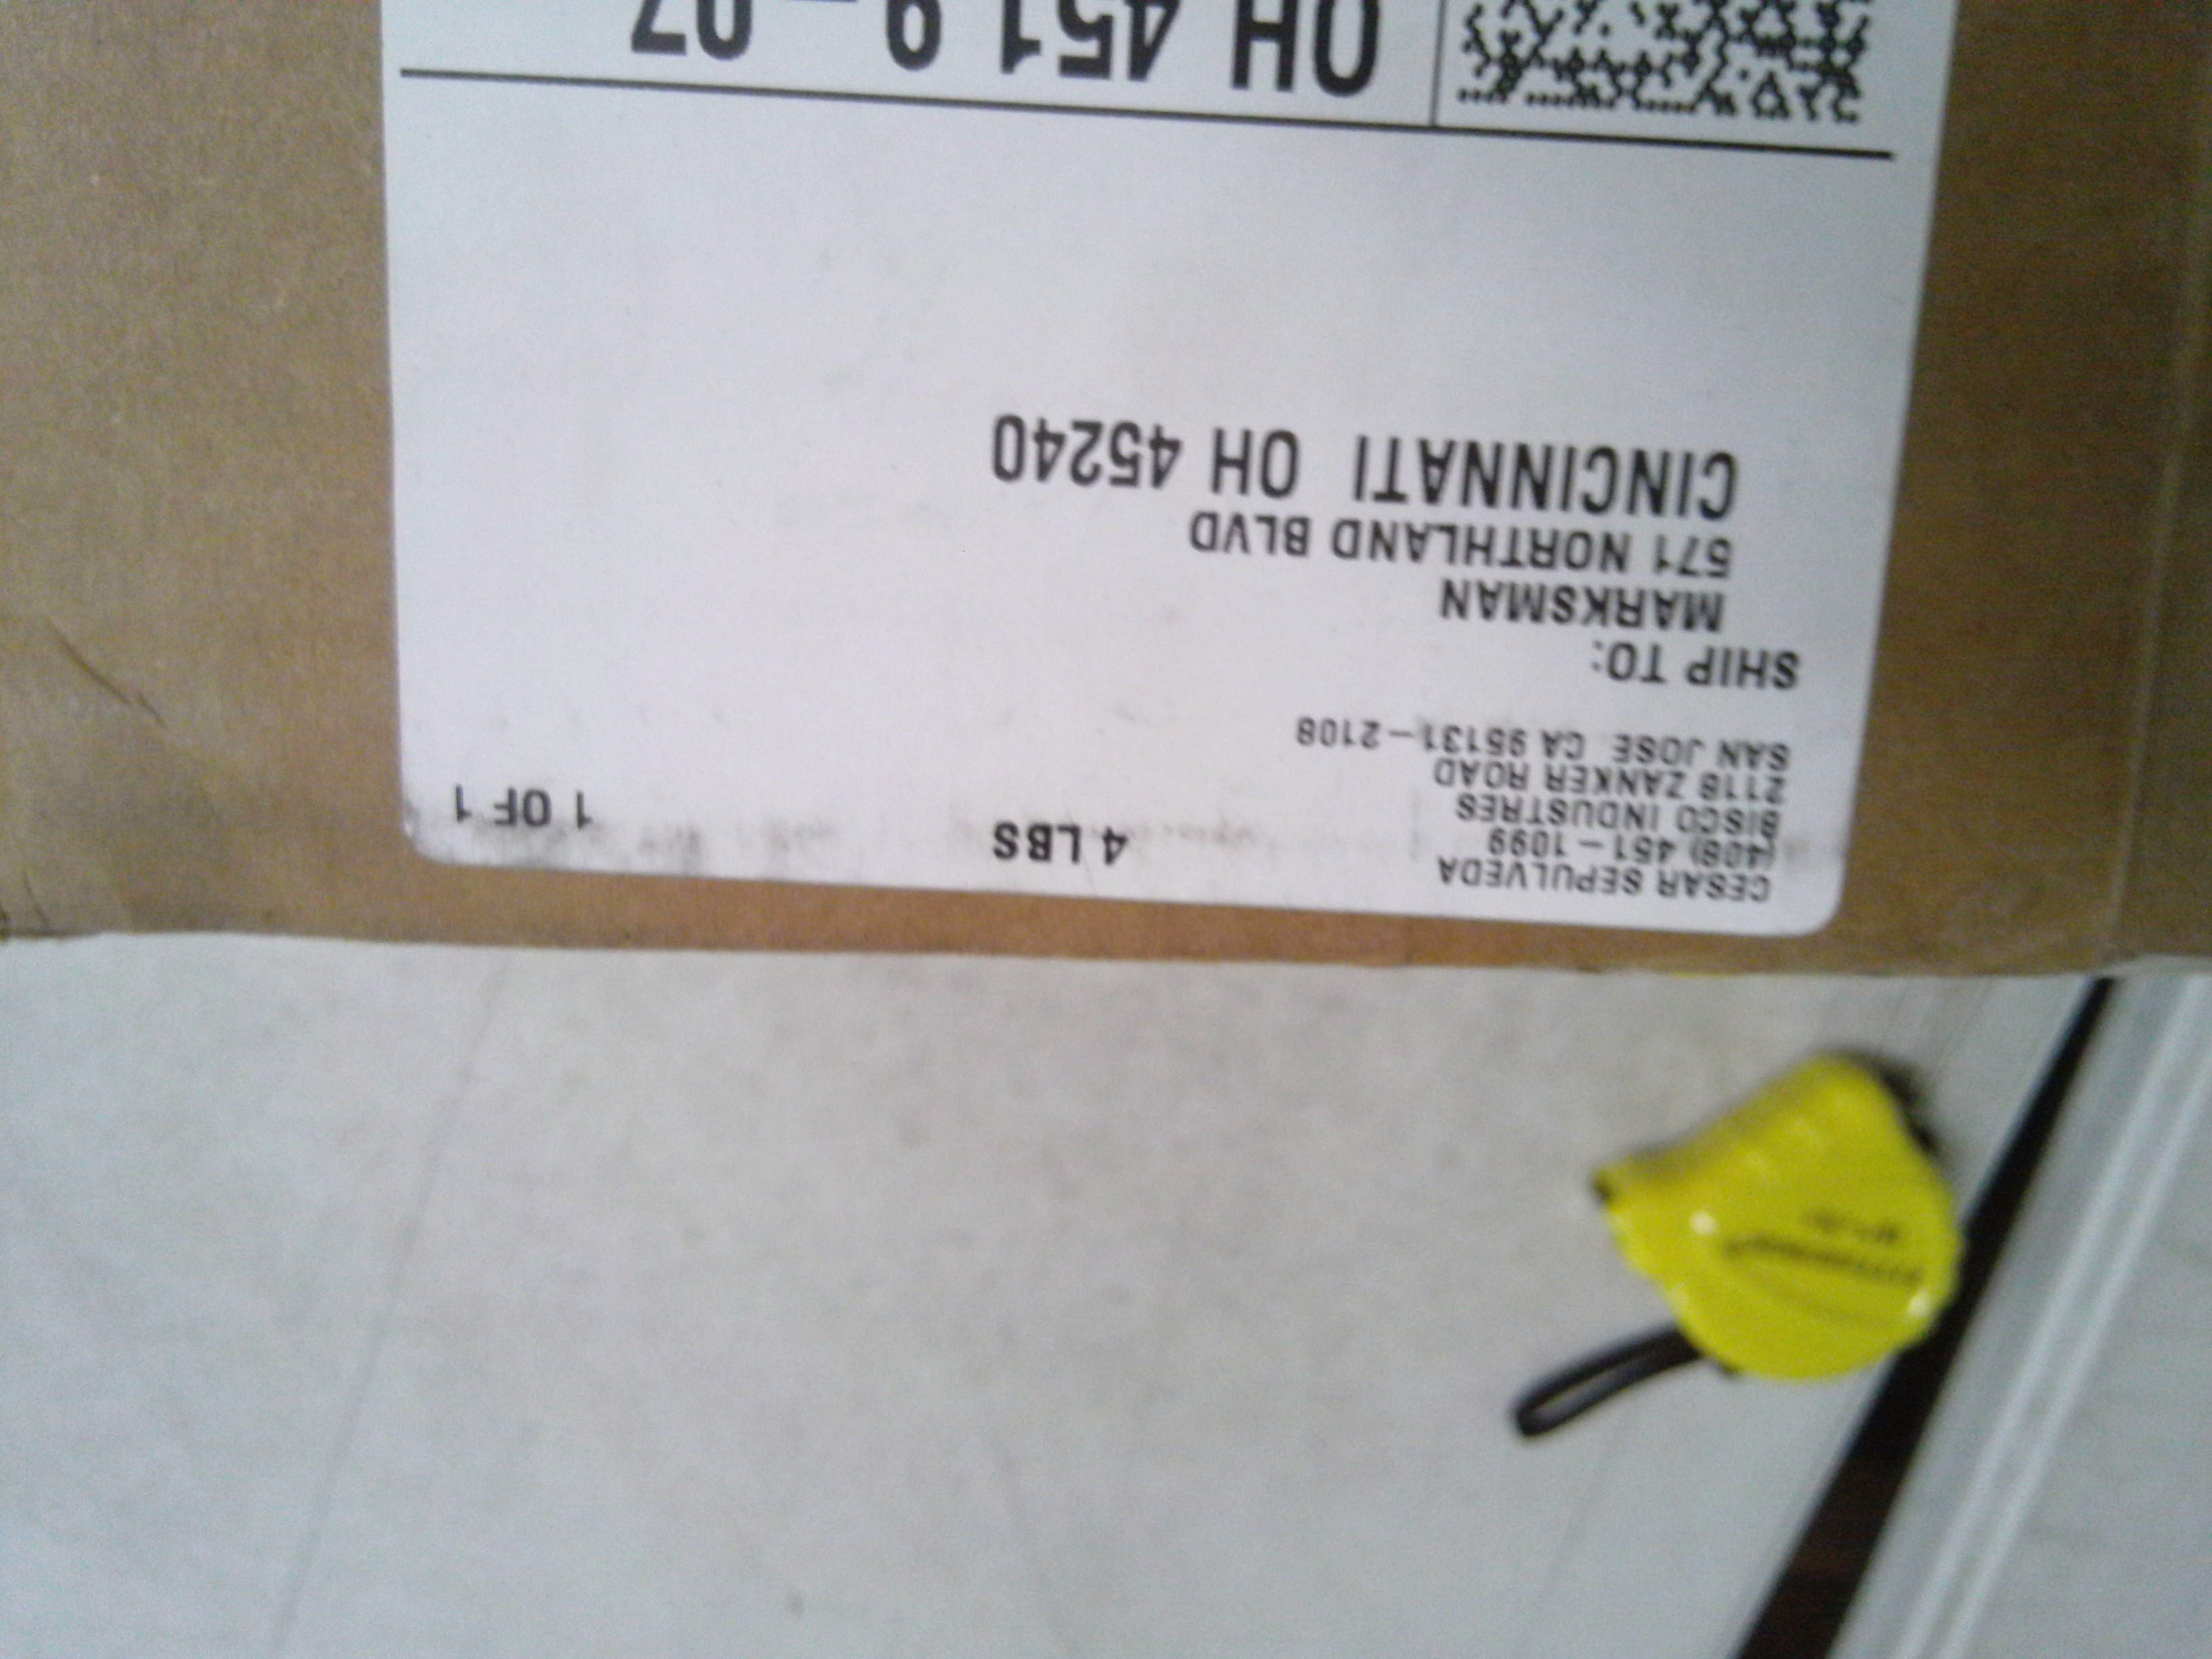 CESAR SEPULVEDA
(408) 451-1099
BISCO INDUSTRES
2118 ZANKER ROAD
SAN JOSE CA 95131-2108
4 LBS
1 OF 1
SHIP TO:
MARKSMAN
571 NORTHLAND BLVD
CINCINNATI OH 45240
OH 451 9-07